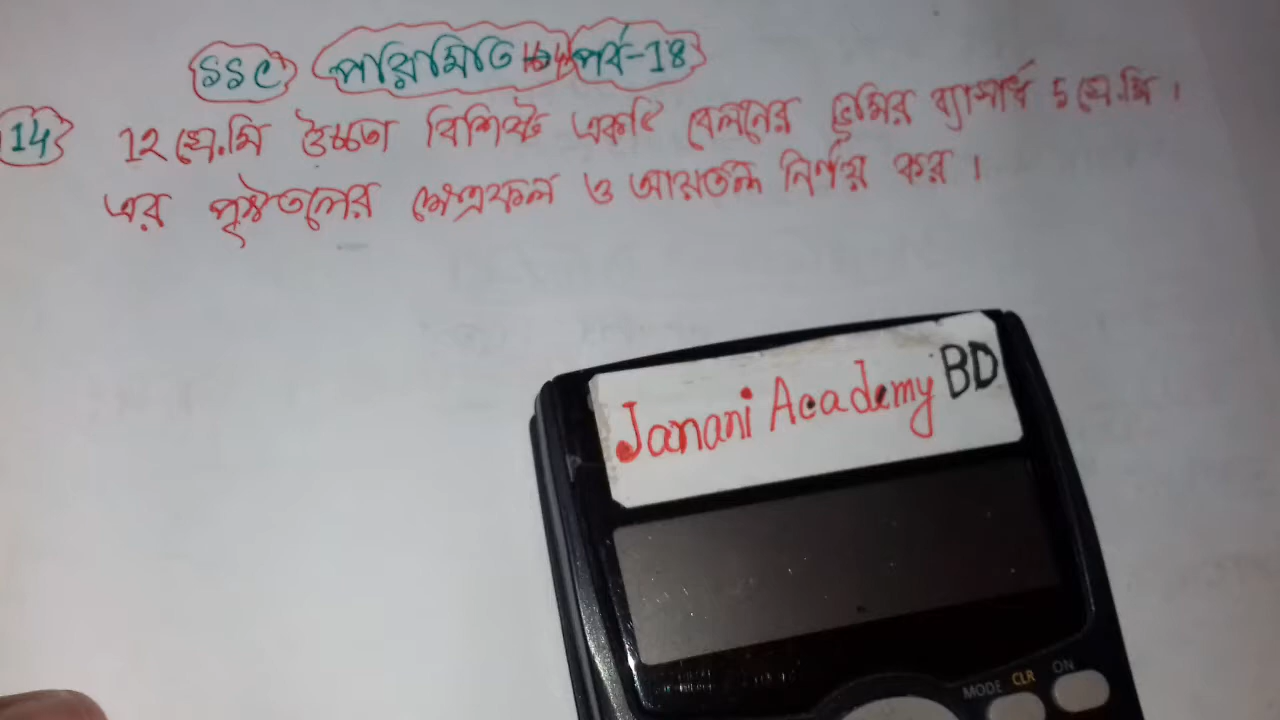 SSC পরিমিতি পর্ব-18
14 12 সে.মি উচ্চতা বিশিষ্ট একটি বেলনের ভূমির ব্যাসার্ধ 5 সে.মি।
এর পৃষ্ঠতলের ক্ষেত্রফল ও আয়তন নির্ণয় কর।
Janani Academy BD
MODE CLR ON